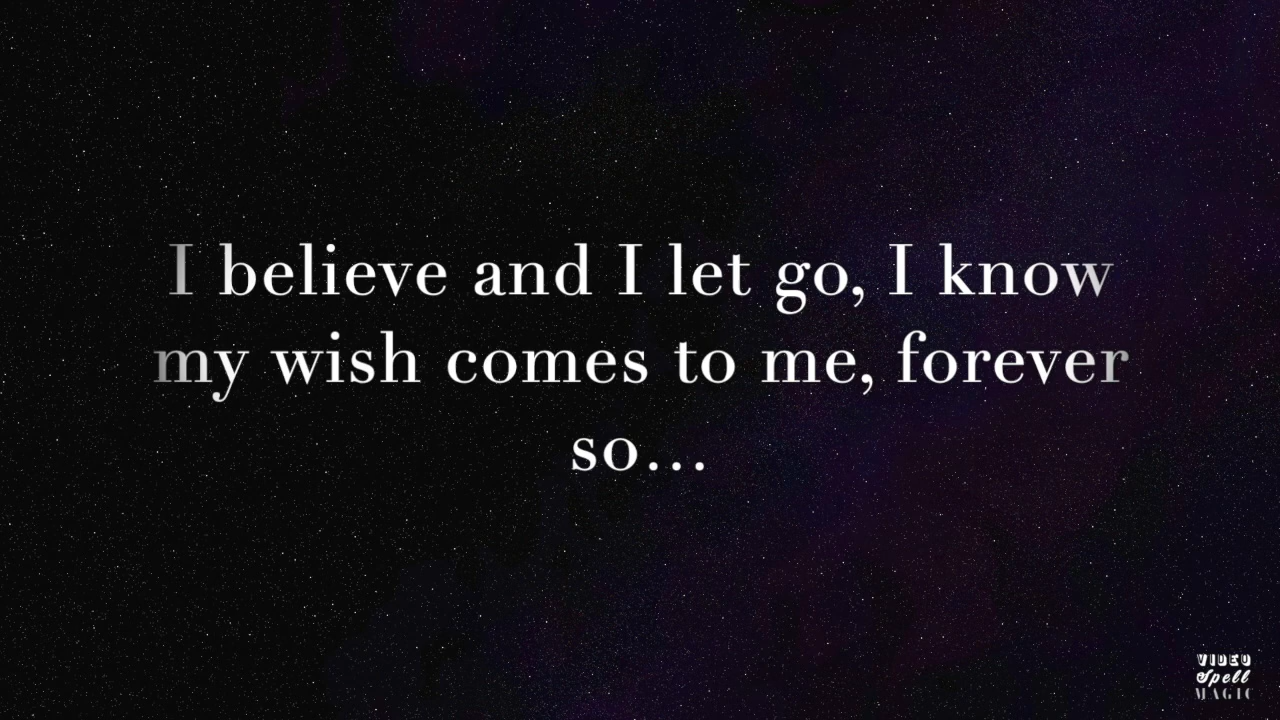 I believe and I let go, I know
my wish comes to me, forever
so...
VIDEO
Spell
MAGIC